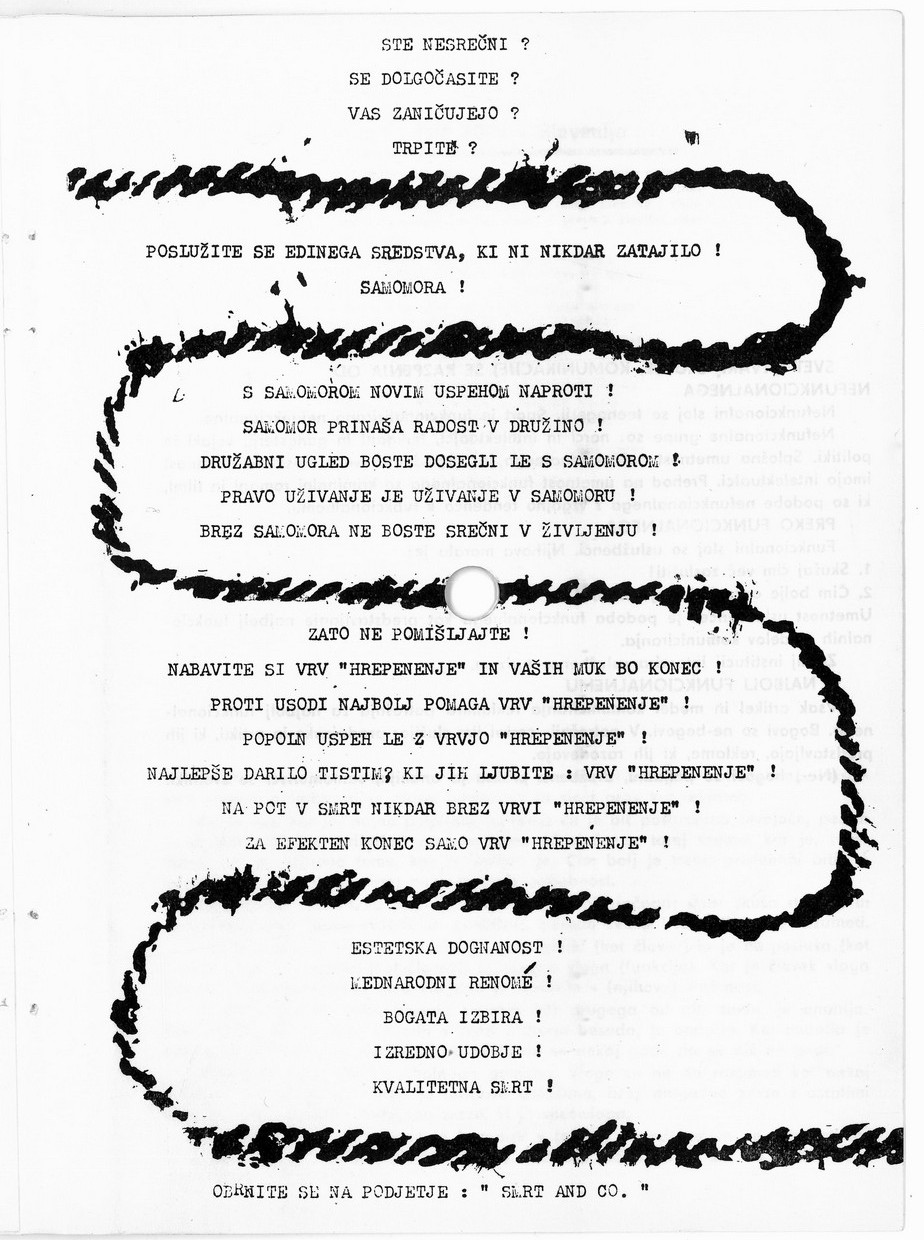 STE NESREČNI ?
SE DOLGOČASITE ?
VAS ZANIČUJEJO ?
TRPITE ?
POSLUŽITE SE EDINEGA SREDSTVA, KI NI NIKDAR ZATAJILO !
SAMOMORA !
S SAMOMOROM NOVIM USPEHOM NAPROTI !
SAMOMOR PRINAŠA RADOST V DRUŽINO !
DRUŽABNI UGLED BOSTE DOSEGLI LE S SAMOMOROM !
PRAVO UŽIVANJE JE UŽIVANJE V SAMOMORU !
BREZ SAMOMORA NE BOSTE SREČNI V ŽIVLJENJU !
ZATO NE POMIŠLJAJTE !
NABAVITE SI VRV "HREPENENJE" IN VAŠIH MUK BO KONEC !
PROTI USODI NAJBOLJ POMAGA VRV "HREPENENJE" !
POPOLN USPEH LE Z VRVJO "HREPENENJE" !
NAJLEPŠE DARILO TISTIM, KI JIH LJUBITE : VRV "HREPENENJE" !
NA POT V SMRT NIKDAR BREZ VRVI "HREPENENJE" !
ZA EFEKTEN KONEC SAMO VRV "HREPENENJE" !
ESTETSKA DOGNANOST !
MEDNARODNI RENOMÉ !
BOGATA IZBIRA !
IZREDNO UDOBJE !
KVALITETNA SMRT !
OBRNITE SE NA PODJETJE : " SMRT AND CO. "